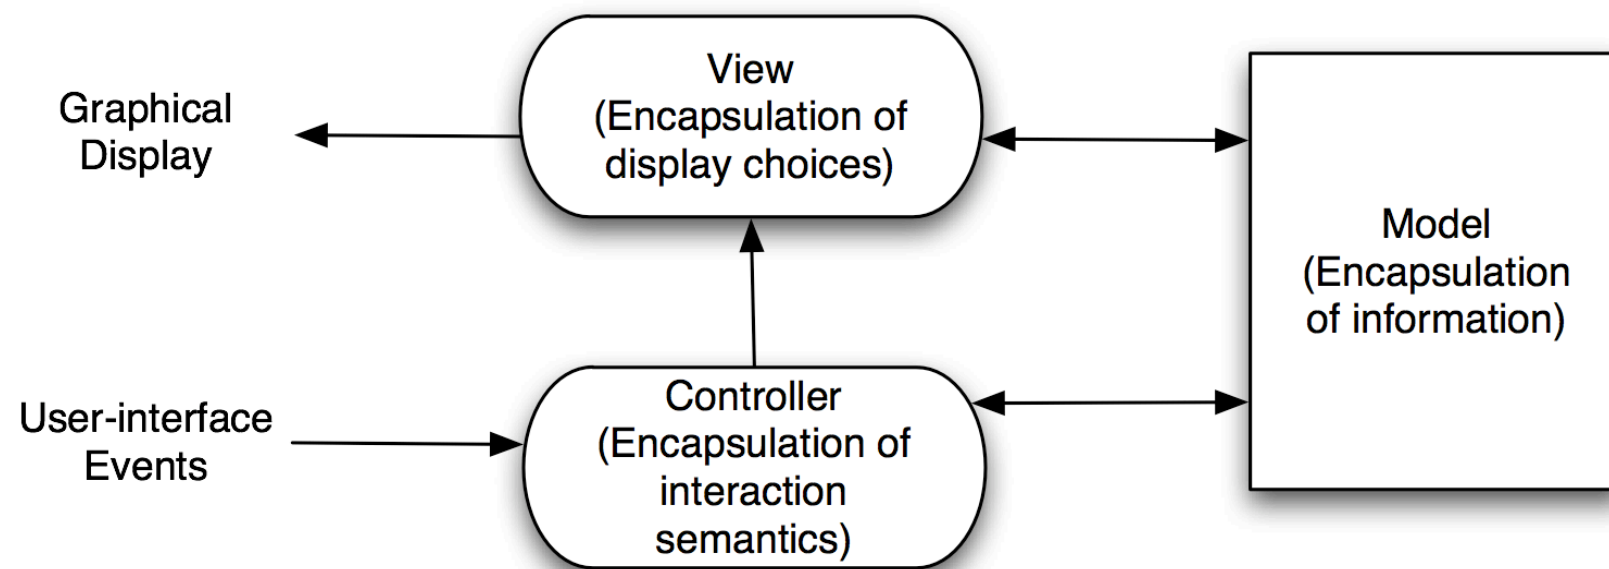 Graphical
Display
View
(Encapsulation of
display choices)
Model
(Encapsulation
of information)
User-interface
Events
Controller
(Encapsulation of
interaction
semantics)